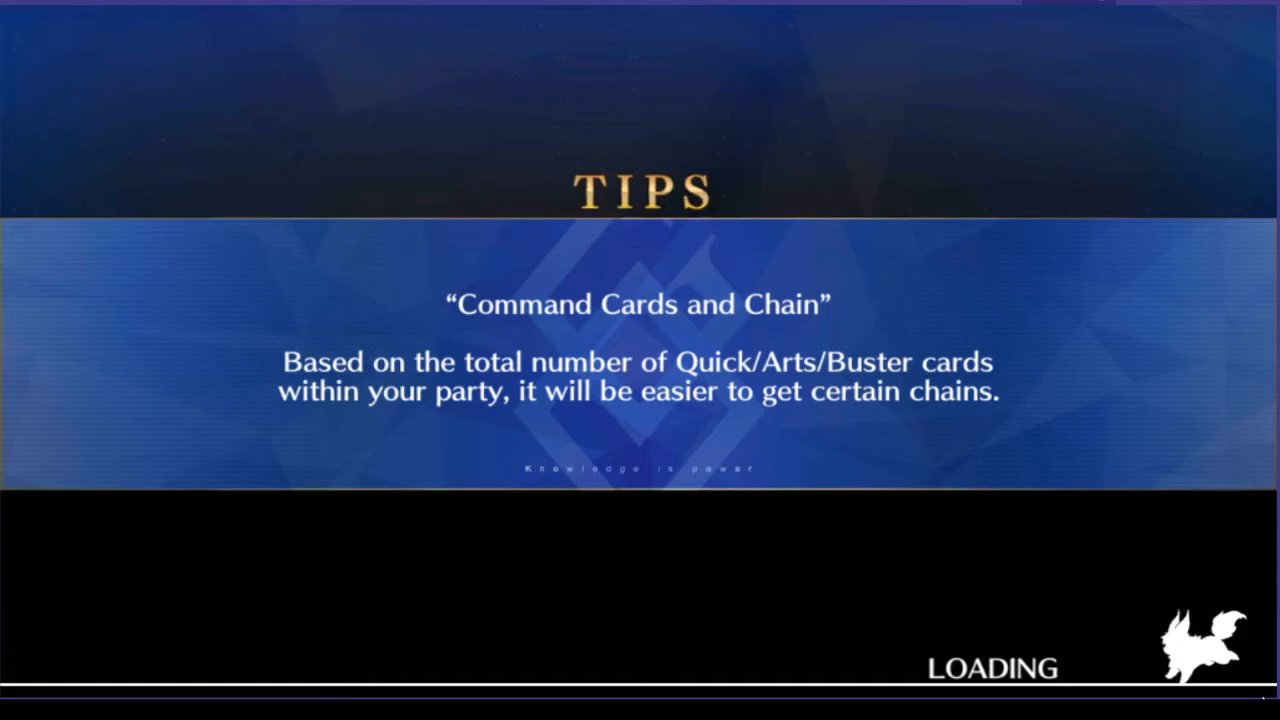 TIPS
“Command Cards and Chain”
Based on the total number of Quick/Arts/Buster cards
within your party, it will be easier to get certain chains.
Knowledge is power
LOADING